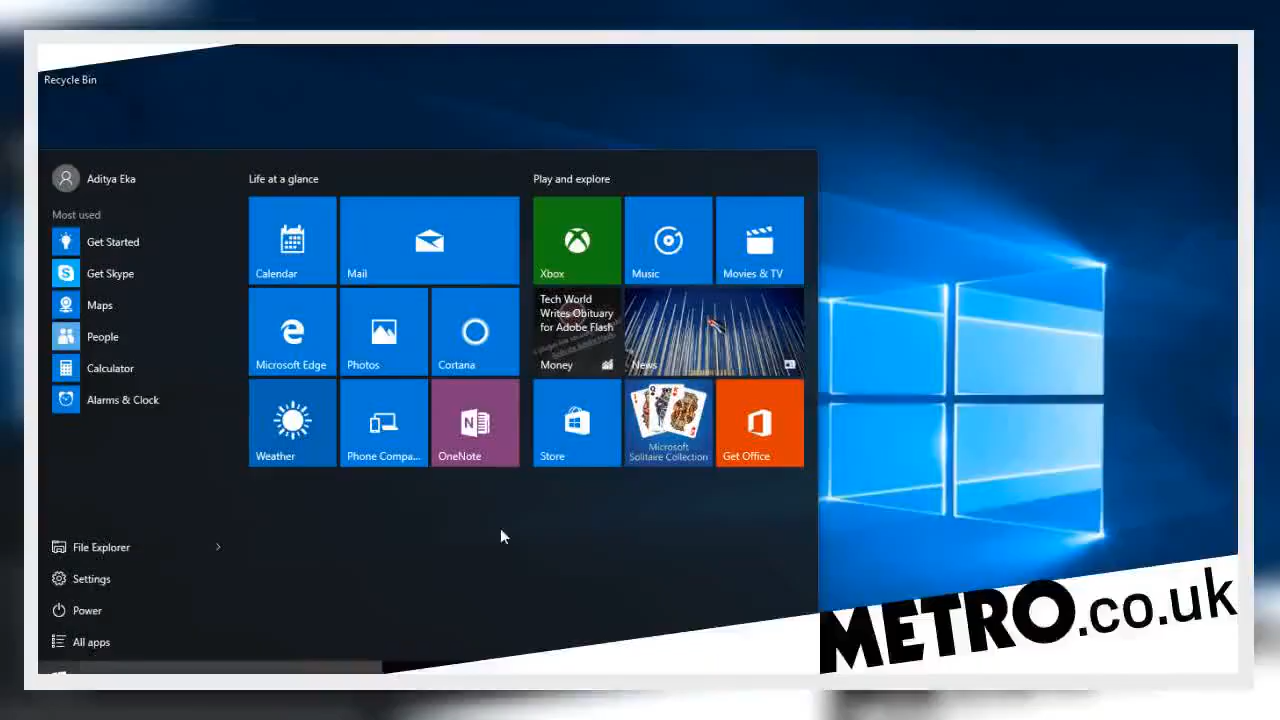 Recycle Bin
Aditya Eka
Most used
Get Started
Get Skype
Maps
People
Calculator
Alarms & Clock
File Explorer
Settings
Power
All apps
Life at a glance
Calendar
Mail
Microsoft Edge
Photos
Cortana
Weather
Phone Compa...
OneNote
Play and explore
Xbox
Music
Movies & TV
Tech World
Writes Obituary
for Adobe Flash
Money
News
Store
Microsoft
Solitaire Collection
Get Office
METRO.co.uk